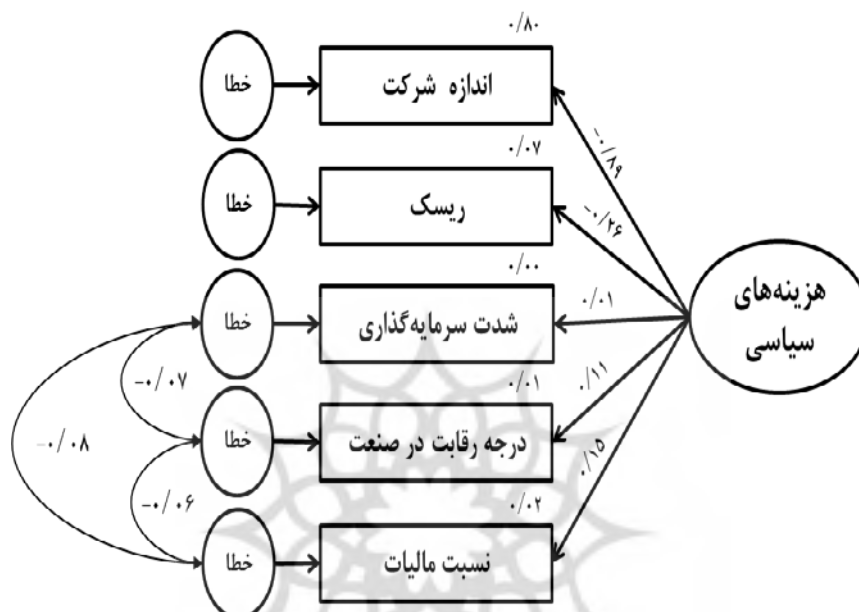 ۰/۸۰
خطا
اندازه شرکت
-۰/۸۹
۰/۰۷
خطا
ریسک
-۰/۲۶
هزینه‌های
سیاسی
۰/۰۰
خطا
شدت سرمایه‌گذاری
۰/۰۱
-۰/۰۷
۰/۰۱
خطا
درجه رقابت در صنعت
۰/۱۱
-۰/۰۸
-۰/۰۶
۰/۰۲
خطا
نسبت مالیات
۰/۱۵